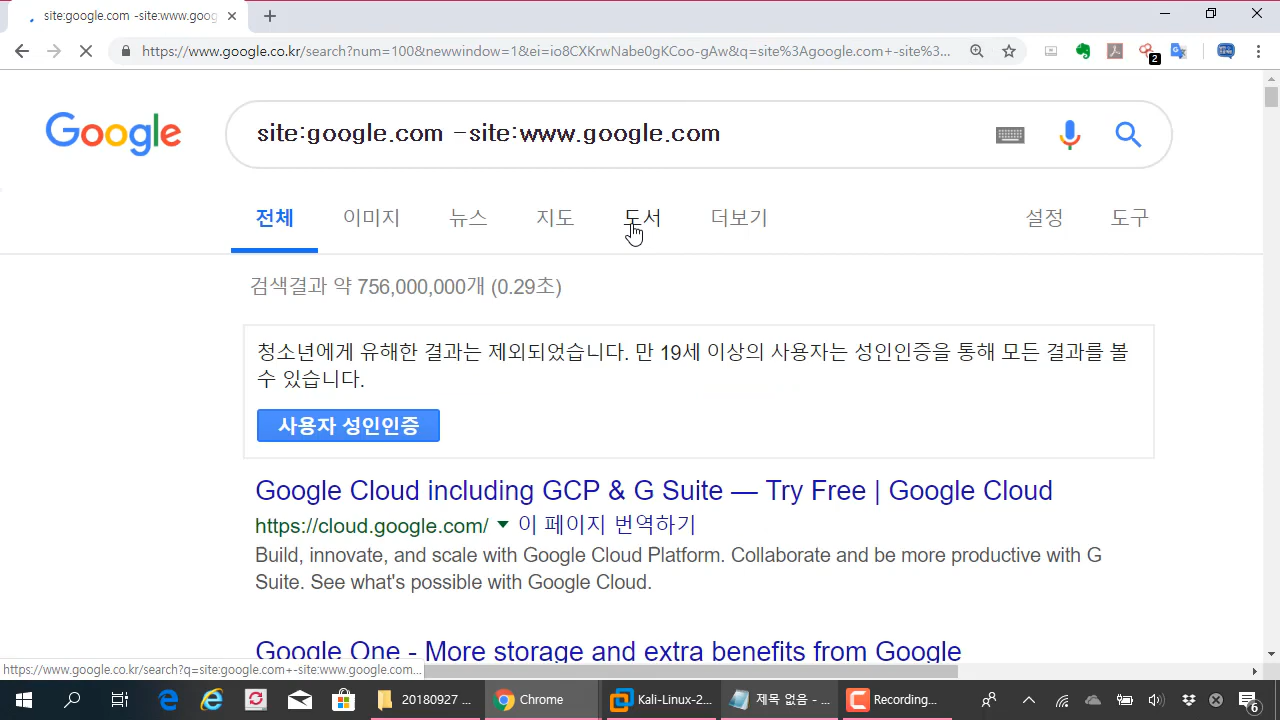 site:google.com -site:www.goog
https://www.google.co.kr/search?num=100&newwindow=1&ei=io8CXKrwNabe0gKCoo-gAw&q=site%3Agoogle.com+-site%3...
2
Google
site:google.com -site:www.google.com
전체 이미지 뉴스 지도 도서 더보기 설정 도구
검색결과 약 756,000,000개 (0.29초)
청소년에게 유해한 결과는 제외되었습니다. 만 19세 이상의 사용자는 성인인증을 통해 모든 결과를 볼
수 있습니다.
사용자 성인인증
Google Cloud including GCP & G Suite — Try Free | Google Cloud
https://cloud.google.com/ 이 페이지 번역하기
Build, innovate, and scale with Google Cloud Platform. Collaborate and be more productive with G
Suite. See what's possible with Google Cloud.
Google One - More storage and extra benefits from Google
https://www.google.co.kr/search?q=site:google.com+-site:www.google.com...
20180927 ... Chrome Kali-Linux-2... 제목 없음 - ... Recording... 6